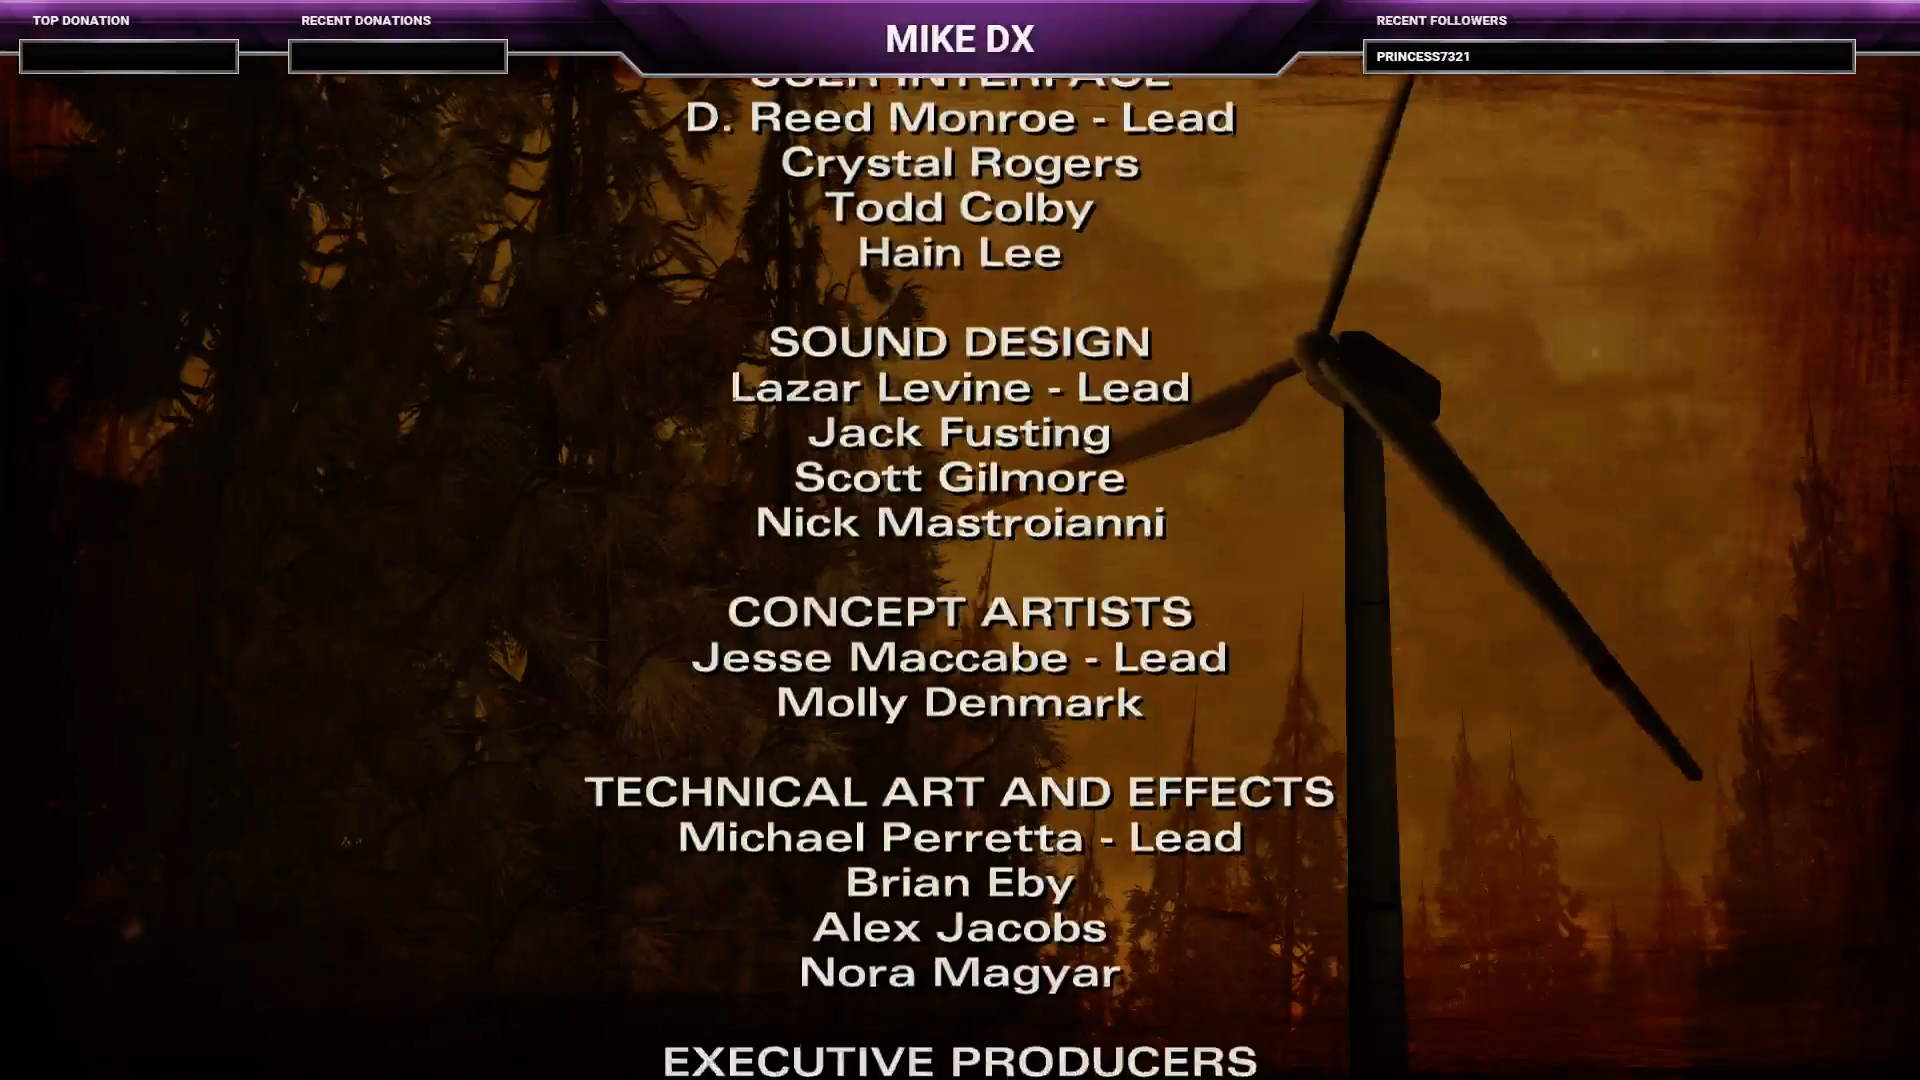 TOP DONATION
RECENT DONATIONS
MIKE DX
RECENT FOLLOWERS
PRINCESS7321
USER INTERFACE
D. Reed Monroe - Lead
Crystal Rogers
Todd Colby
Hain Lee
SOUND DESIGN
Lazar Levine - Lead
Jack Fusting
Scott Gilmore
Nick Mastroianni
CONCEPT ARTISTS
Jesse Maccabe - Lead
Molly Denmark
TECHNICAL ART AND EFFECTS
Michael Perretta - Lead
Brian Eby
Alex Jacobs
Nora Magyar
EXECUTIVE PRODUCERS